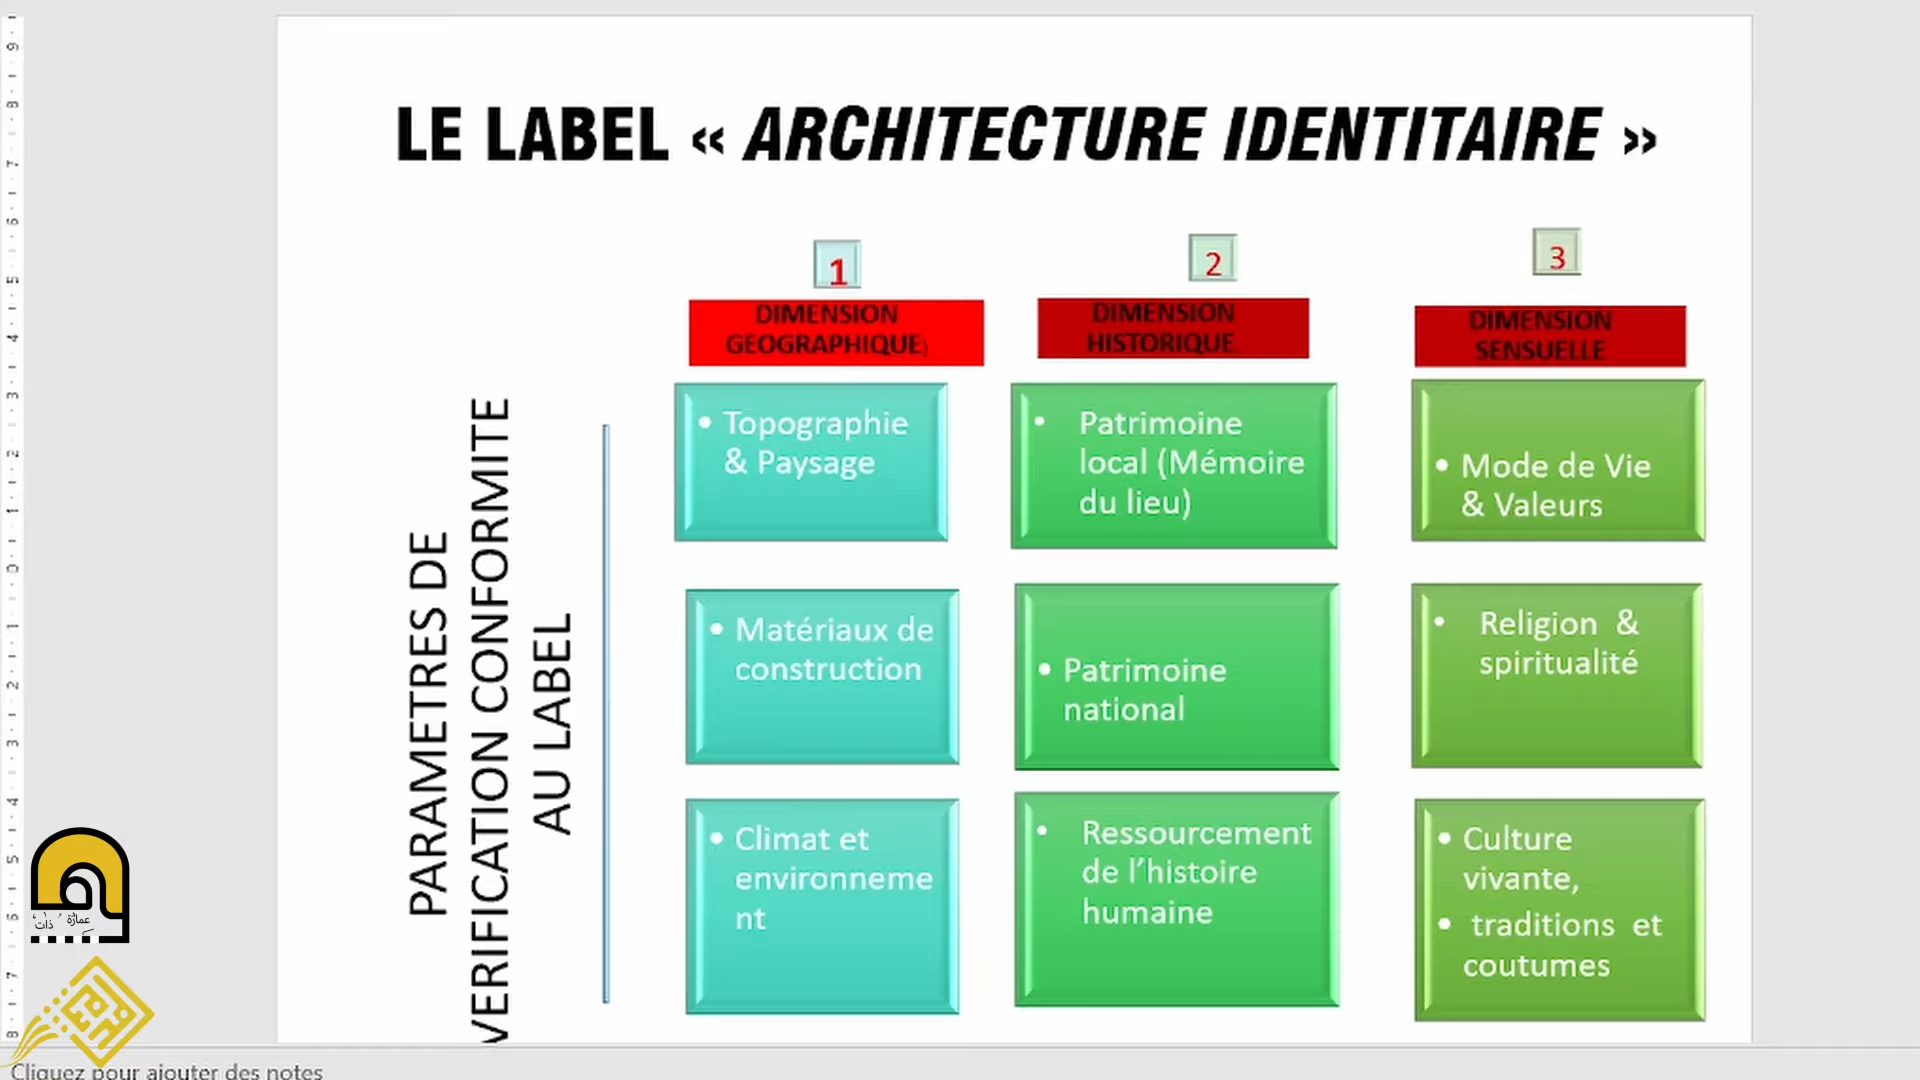 LE LABEL « ARCHITECTURE IDENTITAIRE »
1
DIMENSION
GEOGRAPHIQUE)
• Topographie
& Paysage
• Matériaux de
construction
• Climat et
environneme
nt
2
DIMENSION
HISTORIQUE
• Patrimoine
local (Mémoire
du lieu)
• Patrimoine
national
• Ressourcement
de l’histoire
humaine
3
DIMENSION
SENSUELLE
• Mode de Vie
& Valeurs
• Religion &
spiritualité
• Culture
vivante,
• traditions et
coutumes
PARAMETRES DE
VERIFICATION CONFORMITE
AU LABEL
عمارة ذات
Cliquez pour ajouter des notes